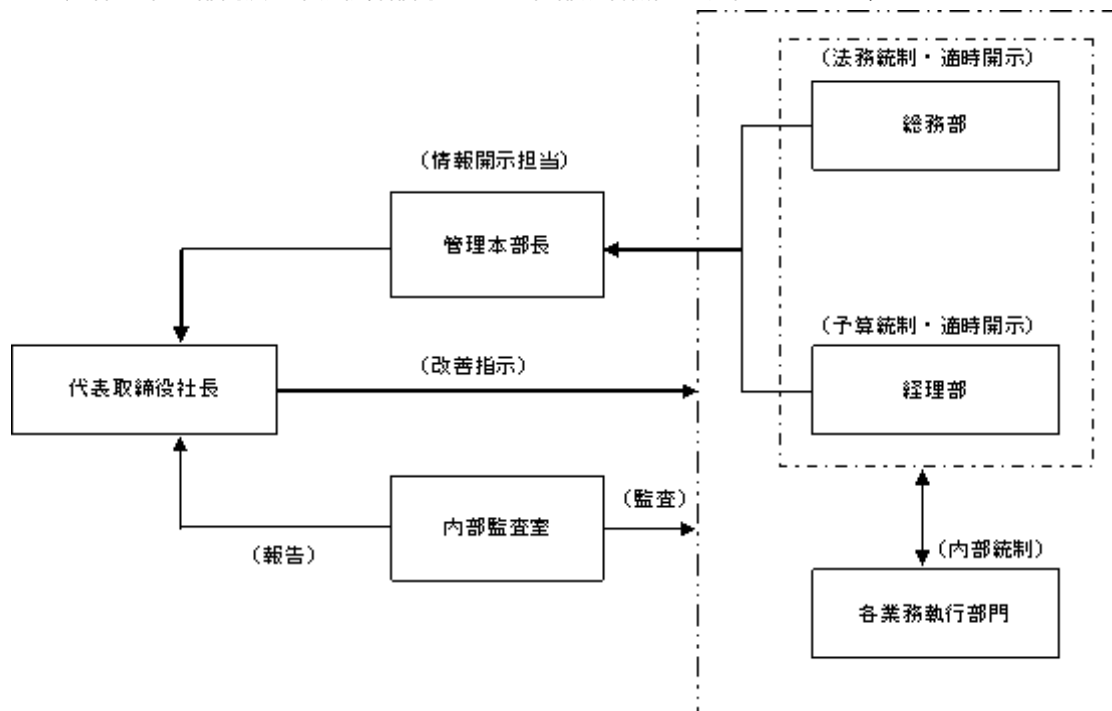 （法務統制・適時開示）
総務部
（情報開示担当）
管理本部長
（予算統制・適時開示）
代表取締役社長
（改善指示）
経理部
（監査）
内部監査室
（報告）
（内部統制）
各業務執行部門